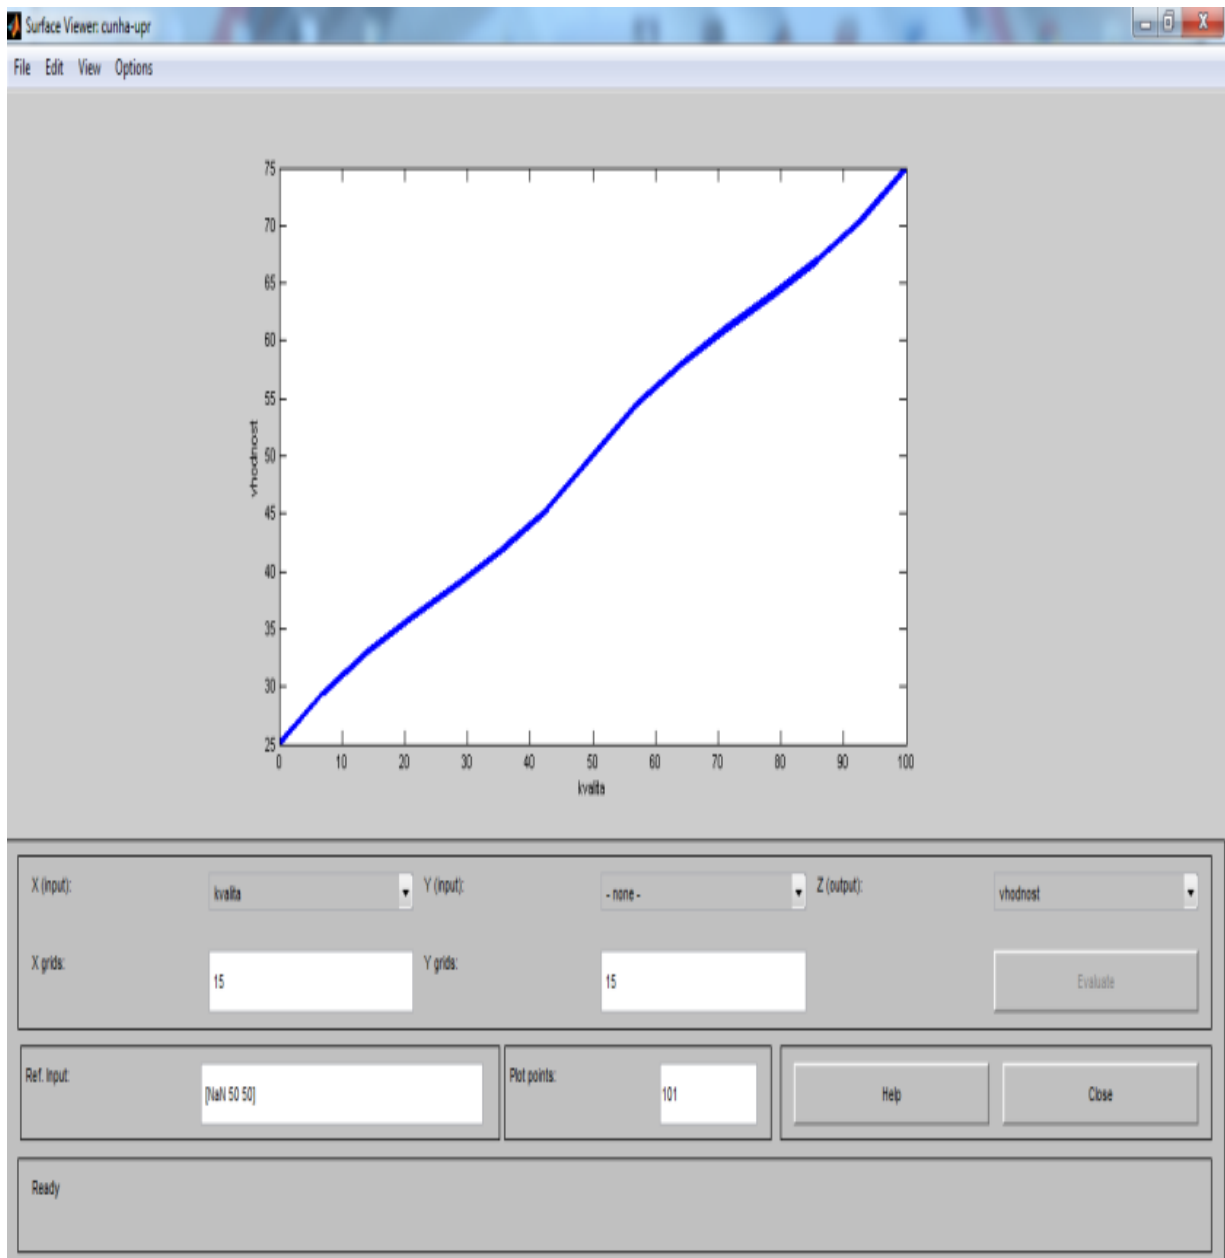 Surface Viewer: cunha-upr
File Edit View Options
75
70
65
60
55
50
45
40
35
30
25
vhodnost
0 10 20 30 40 50 60 70 80 90 100
kvalita
X (input): kvalita Y (input): - none - Z (output): vhodnost
X grids: 15 Y grids: 15 Evaluate
Ref. Input: [NaN 50 50] Plot points: 101 Help Close
Ready